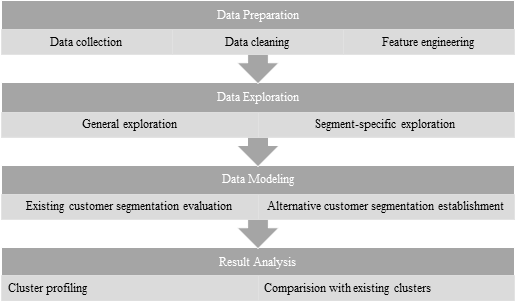 Data Preparation
Data collection Data cleaning Feature engineering
Data Exploration
General exploration Segment-specific exploration
Data Modeling
Existing customer segmentation evaluation Alternative customer segmentation establishment
Result Analysis
Cluster profiling Comparision with existing clusters